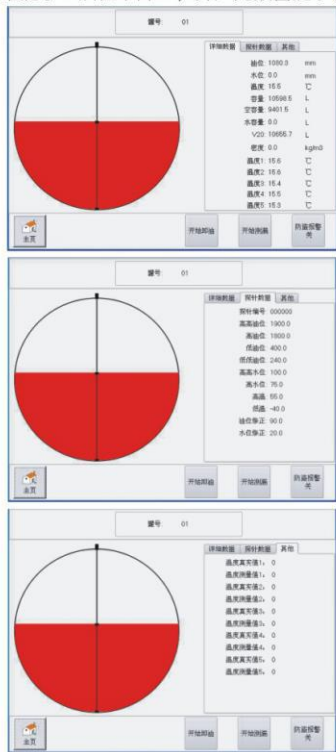 罐号: 01
详细数据 探针数据 其他
油位: 1080.3 mm
水位: 0.0 mm
温度: 15.5 ℃
容量: 10598.5 L
空容量: 9401.5 L
水容量: 0.0 L
V20: 10655.7 L
密度: 0.0 kg/m3
温度1: 15.6 ℃
温度2: 15.6 ℃
温度3: 15.4 ℃
温度4: 15.5 ℃
温度5: 15.3 ℃
主页
开始卸油 开始测漏 防盗报警关
罐号: 01
详细数据 探针数据 其他
探针编号: 000000
高高油位: 1900.0
高油位: 1800.0
低油位: 400.0
低低油位: 240.0
高高水位: 100.0
高水位: 75.0
高温: 55.0
低温: -40.0
油位修正: 90.0
水位修正: 20.0
主页
开始卸油 开始测漏 防盗报警关
罐号: 01
详细数据 探针数据 其他
温度真实值1: 0
温度测量值1: 0
温度真实值2: 0
温度测量值2: 0
温度真实值3: 0
温度测量值3: 0
温度真实值4: 0
温度测量值4: 0
温度真实值5: 0
温度测量值5: 0
主页
开始卸油 开始测漏 防盗报警关